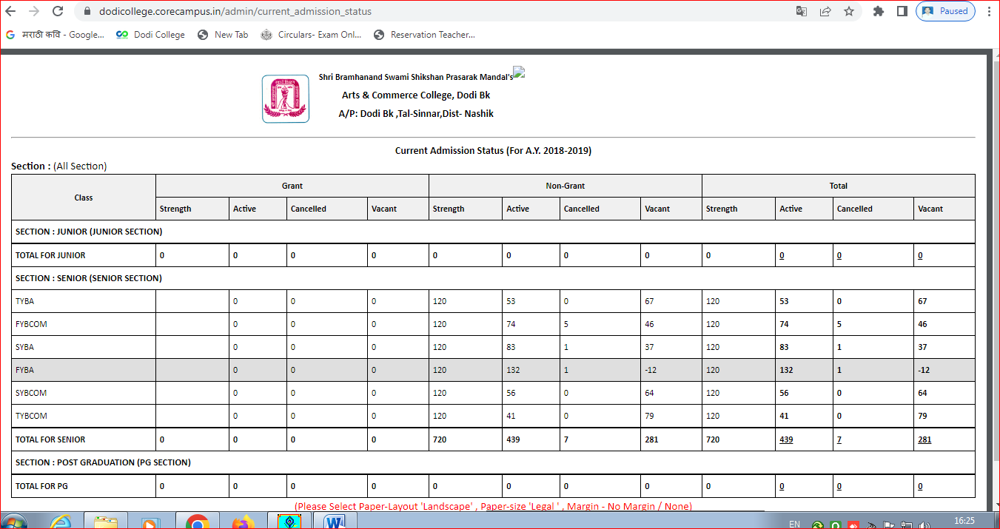 dodicollege.corecampus.in/admin/current_admission_status Paused
मराठी कवि - Google... Dodi College New Tab Circulars- Exam Onl... Reservation Teacher...
Shri Bramhanand Swami Shikshan Prasarak Mandal's
Arts & Commerce College, Dodi Bk
A/P: Dodi Bk ,Tal-Sinnar,Dist- Nashik
Current Admission Status (For A.Y. 2018-2019)
Section : (All Section)
Class Grant Non-Grant Total
Strength Active Cancelled Vacant Strength Active Cancelled Vacant Strength Active Cancelled Vacant
SECTION : JUNIOR (JUNIOR SECTION)
TOTAL FOR JUNIOR 0 0 0 0 0 0 0 0 0 0 0 0
SECTION : SENIOR (SENIOR SECTION)
TYBA 0 0 0 120 53 0 67 120 53 0 67
FYBCOM 0 0 0 120 74 5 46 120 74 5 46
SYBA 0 0 0 120 83 1 37 120 83 1 37
FYBA 0 0 0 120 132 1 -12 120 132 1 -12
SYBCOM 0 0 0 120 56 0 64 120 56 0 64
TYBCOM 0 0 0 120 41 0 79 120 41 0 79
TOTAL FOR SENIOR 0 0 0 0 720 439 7 281 720 439 7 281
SECTION : POST GRADUATION (PG SECTION)
TOTAL FOR PG 0 0 0 0 0 0 0 0 0 0 0 0
(Please Select Paper-Layout 'Landscape' , Paper-size 'Legal ' , Margin - No Margin / None)
EN 16:25